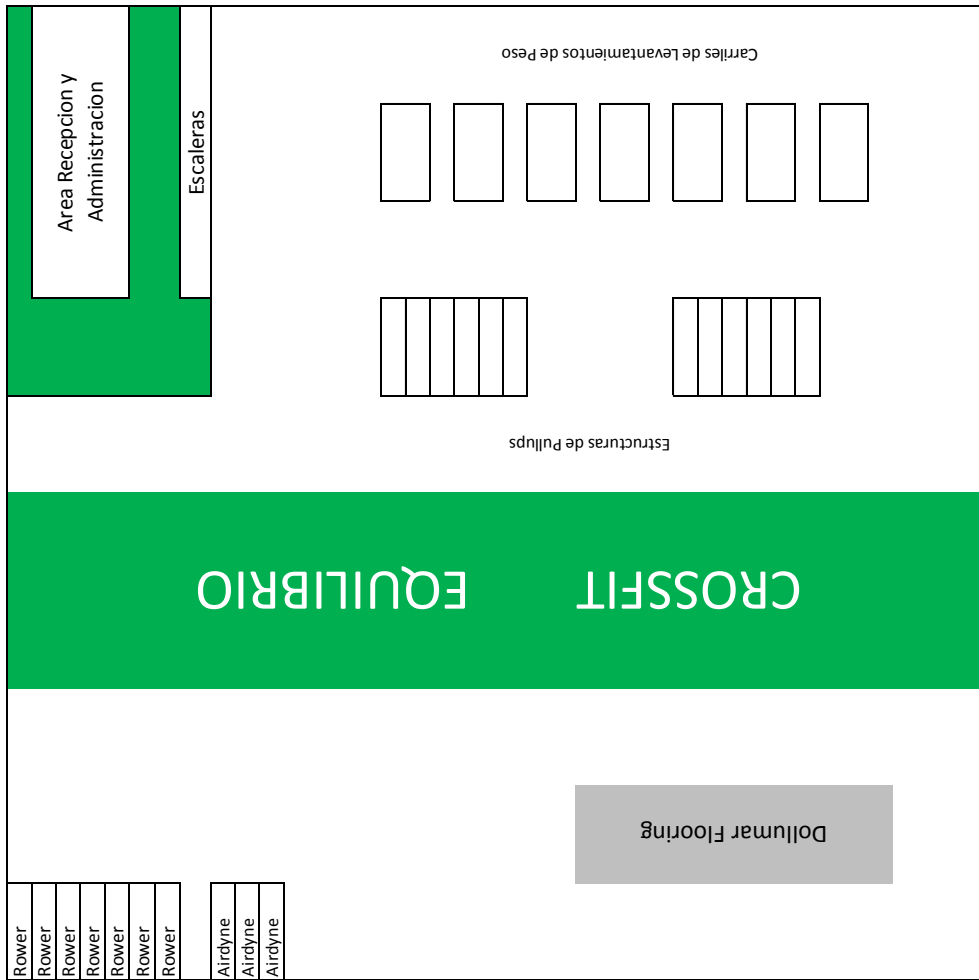 Area Recepcion y
Administracion
Escaleras
Carriles de Levantamientos de Peso
Estructuras de Pullups
CROSSFIT EQUILIBRIO
Dollumar Flooring
Rower
Rower
Rower
Rower
Rower
Rower
Rower
Airdyne
Airdyne
Airdyne